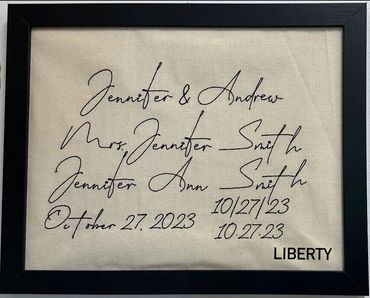 Jennifer & Andrew
Mrs. Jennifer Smith
Jennifer Ann Smith
October 27, 2023
10/27/23
10.27.23
LIBERTY